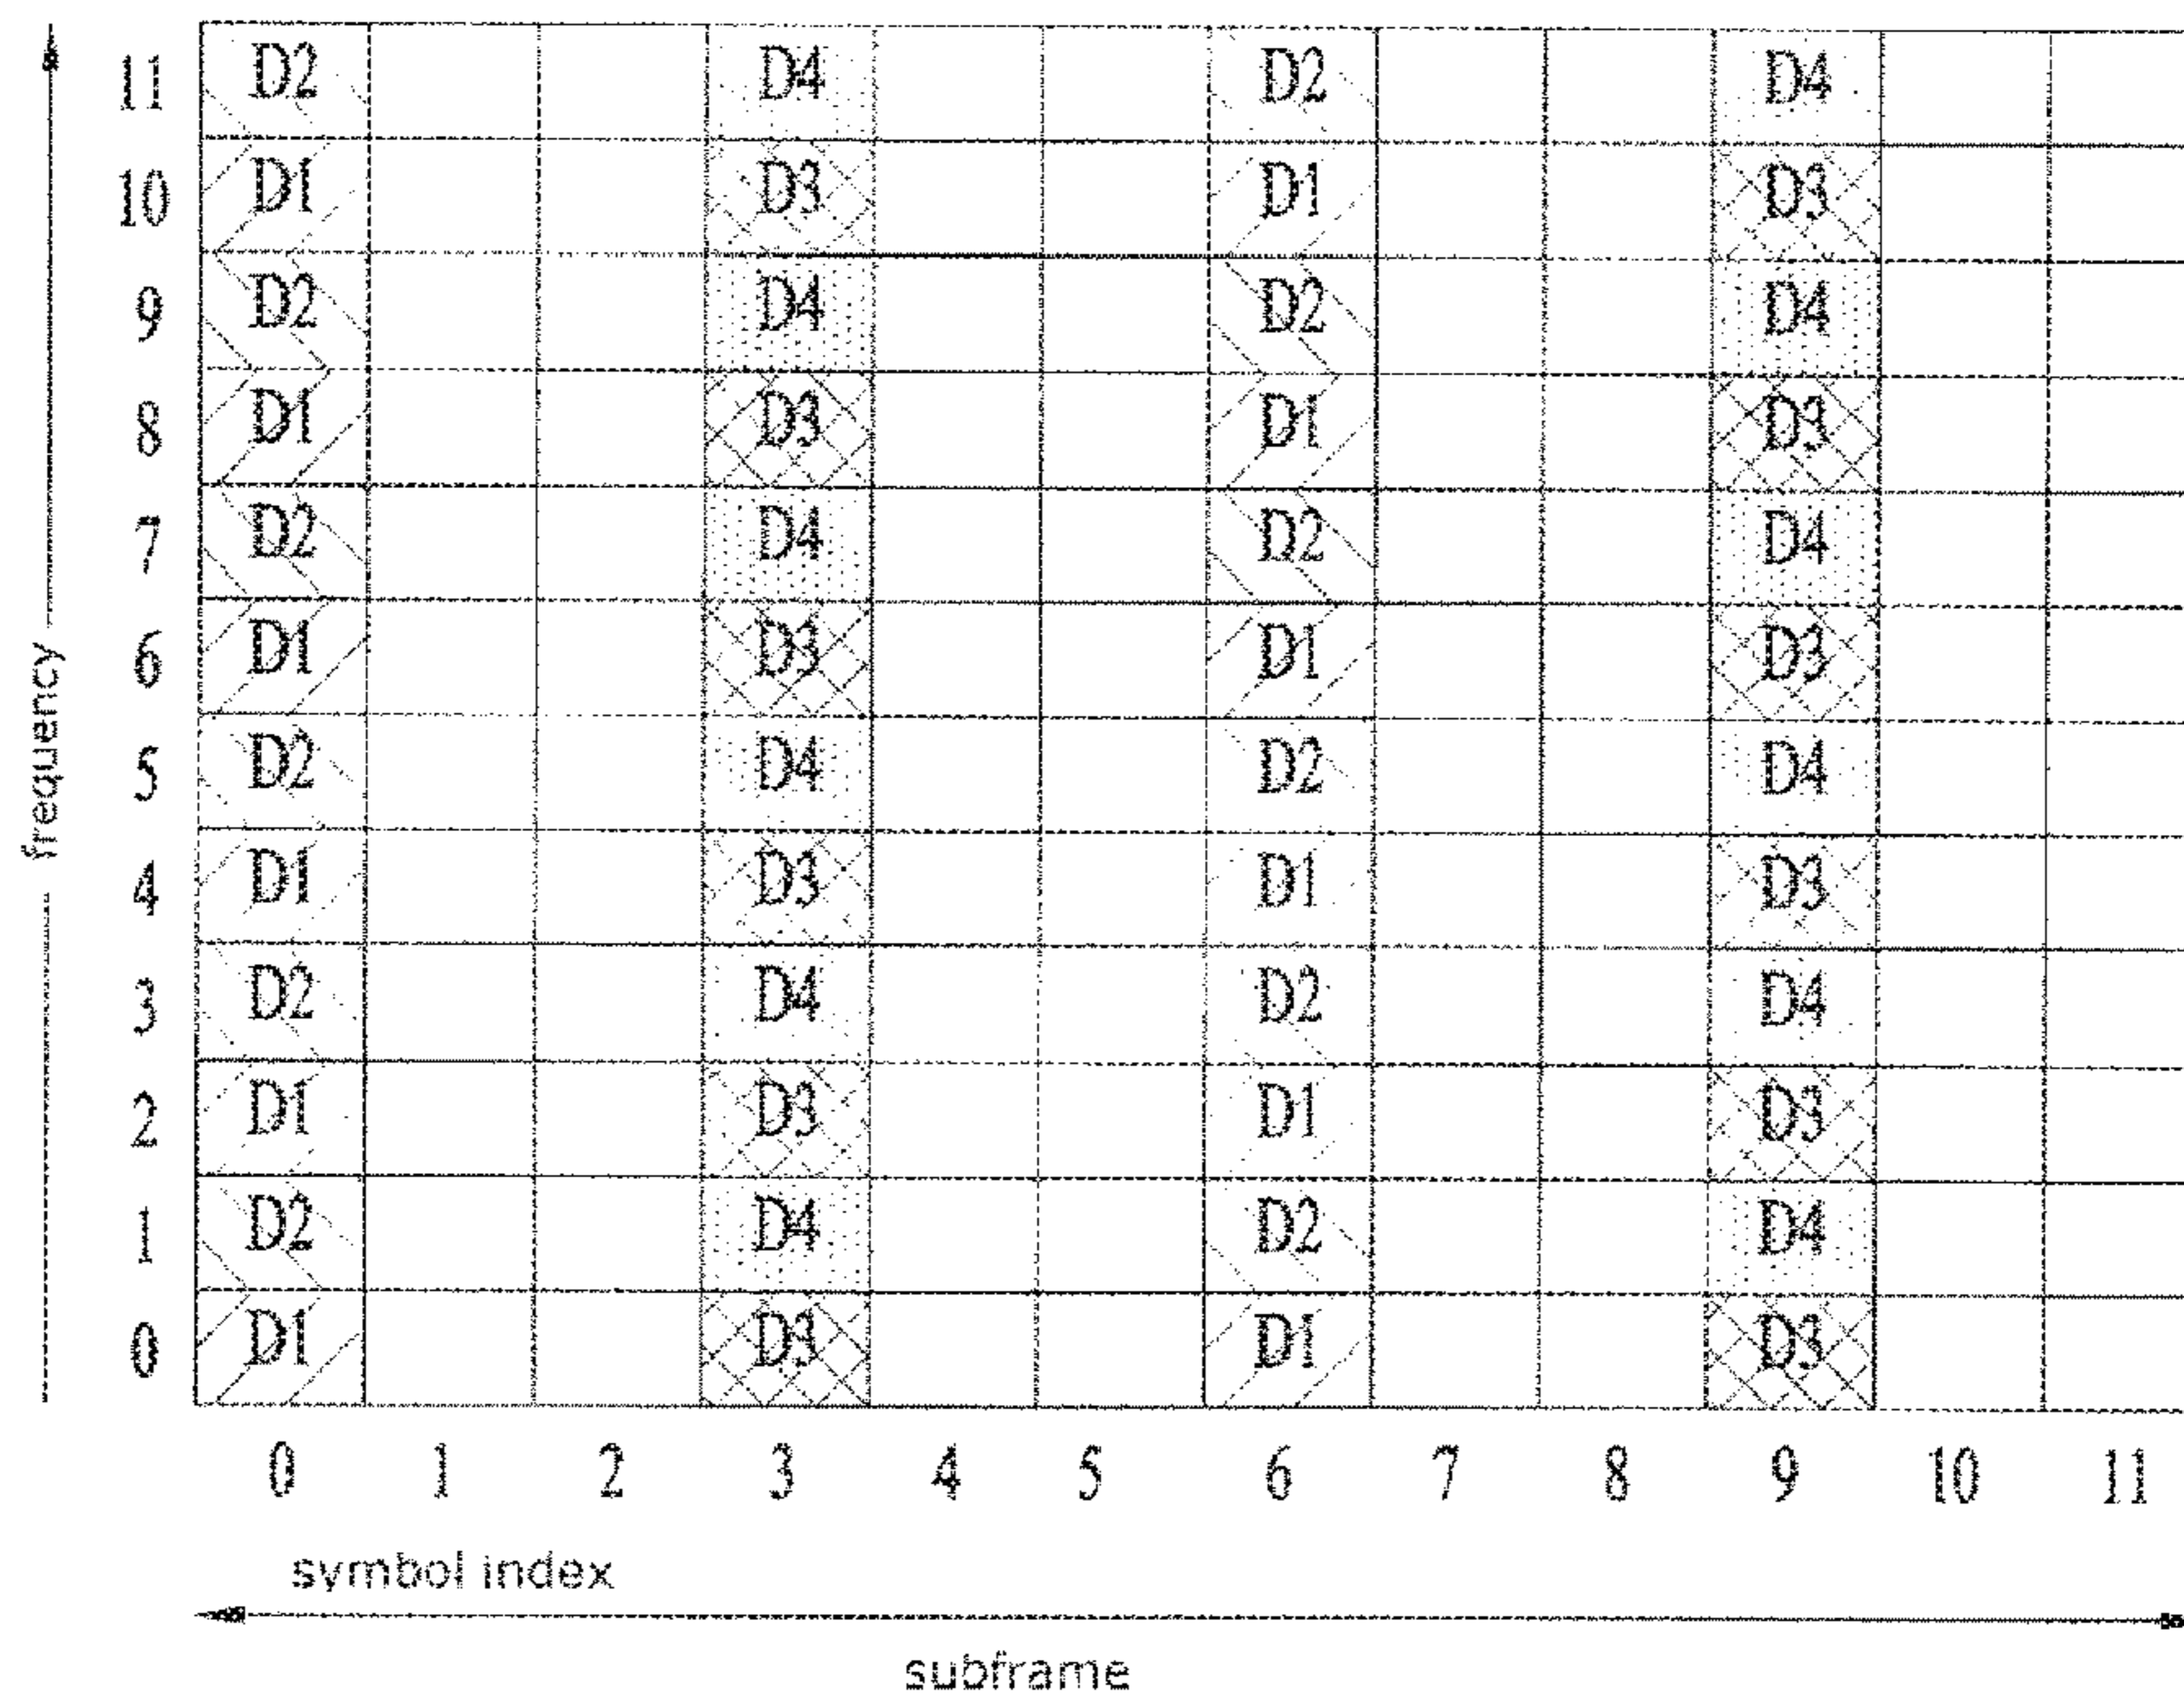 11 D2 D4 D2 D4
10 D1 D3 D1 D3
9 D2 D4 D2 D4
8 D1 D3 D1 D3
7 D2 D4 D2 D4
6 D1 D3 D1 D3
5 D2 D4 D2 D4
4 D1 D3 D1 D3
3 D2 D4 D2 D4
2 D1 D3 D1 D3
1 D2 D4 D2 D4
0 D1 D3 D1 D3
frequency
0 1 2 3 4 5 6 7 8 9 10 11
symbol index
subframe